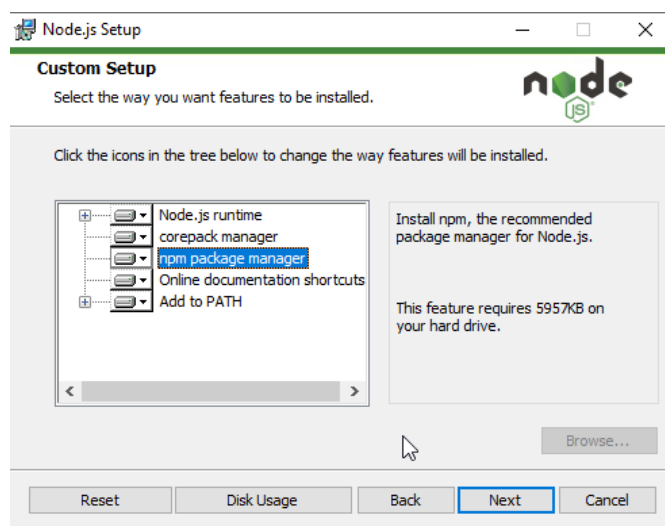 Node.js Setup
Custom Setup
Select the way you want features to be installed.
node
JS
Click the icons in the tree below to change the way features will be installed.
Node.js runtime
corepack manager
npm package manager
Online documentation shortcuts
Add to PATH
Install npm, the recommended
package manager for Node.js.
This feature requires 5957KB on
your hard drive.
Browse...
Reset
Disk Usage
Back
Next
Cancel